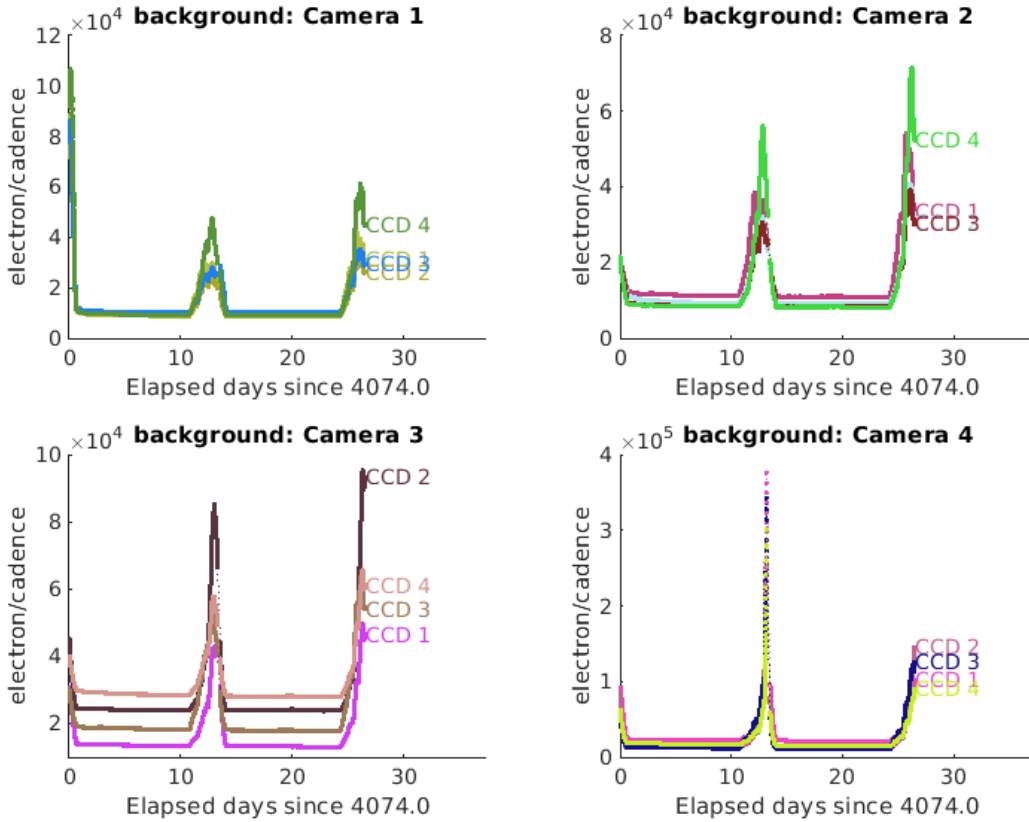 ×10⁴ background: Camera 1
12
10
8
6
4
2
0
electron/cadence
CCD 4
CCD 1
CCD 3
CCD 2
0 10 20 30
Elapsed days since 4074.0
×10⁴ background: Camera 2
8
6
4
2
0
electron/cadence
CCD 4
CCD 1
CCD 3
0 10 20 30
Elapsed days since 4074.0
×10⁴ background: Camera 3
10
8
6
4
2
electron/cadence
CCD 2
CCD 4
CCD 3
CCD 1
0 10 20 30
Elapsed days since 4074.0
×10⁵ background: Camera 4
4
3
2
1
0
electron/cadence
CCD 2
CCD 3
CCD 1
CCD 4
0 10 20 30
Elapsed days since 4074.0